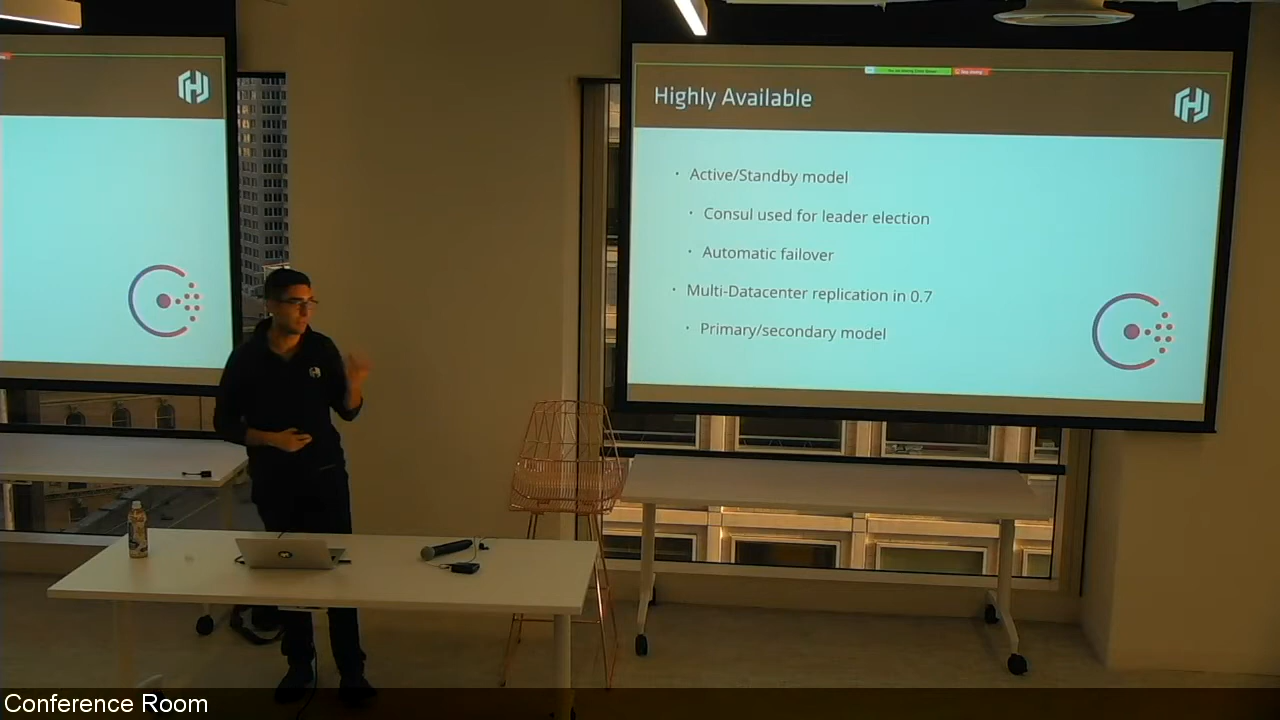 Highly Available
· Active/Standby model
· Consul used for leader election
· Automatic failover
· Multi-Datacenter replication in 0.7
· Primary/secondary model
Conference Room